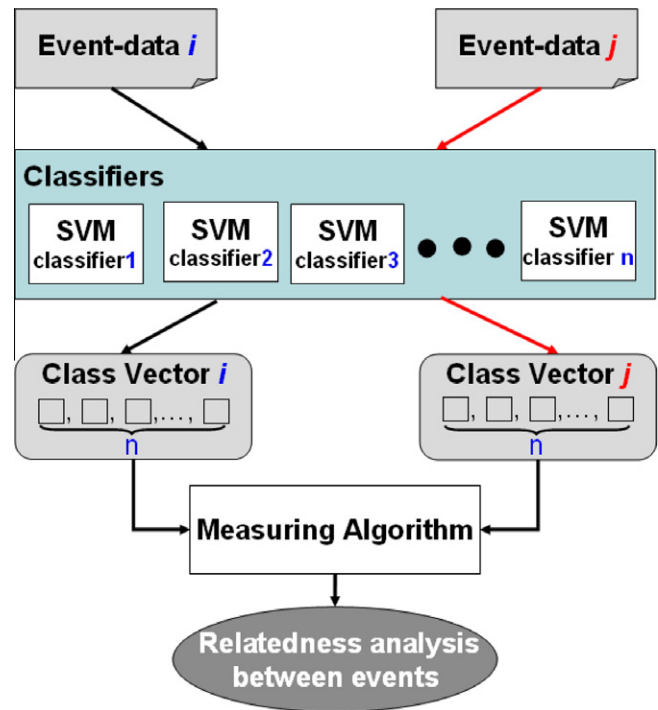 Event-data i
Event-data j
Classifiers
SVM
classifier1
SVM
classifier2
SVM
classifier3
SVM
classifier n
Class Vector i
, , ,..., 
n
Class Vector j
, , ,..., 
n
Measuring Algorithm
Relatedness analysis
between events